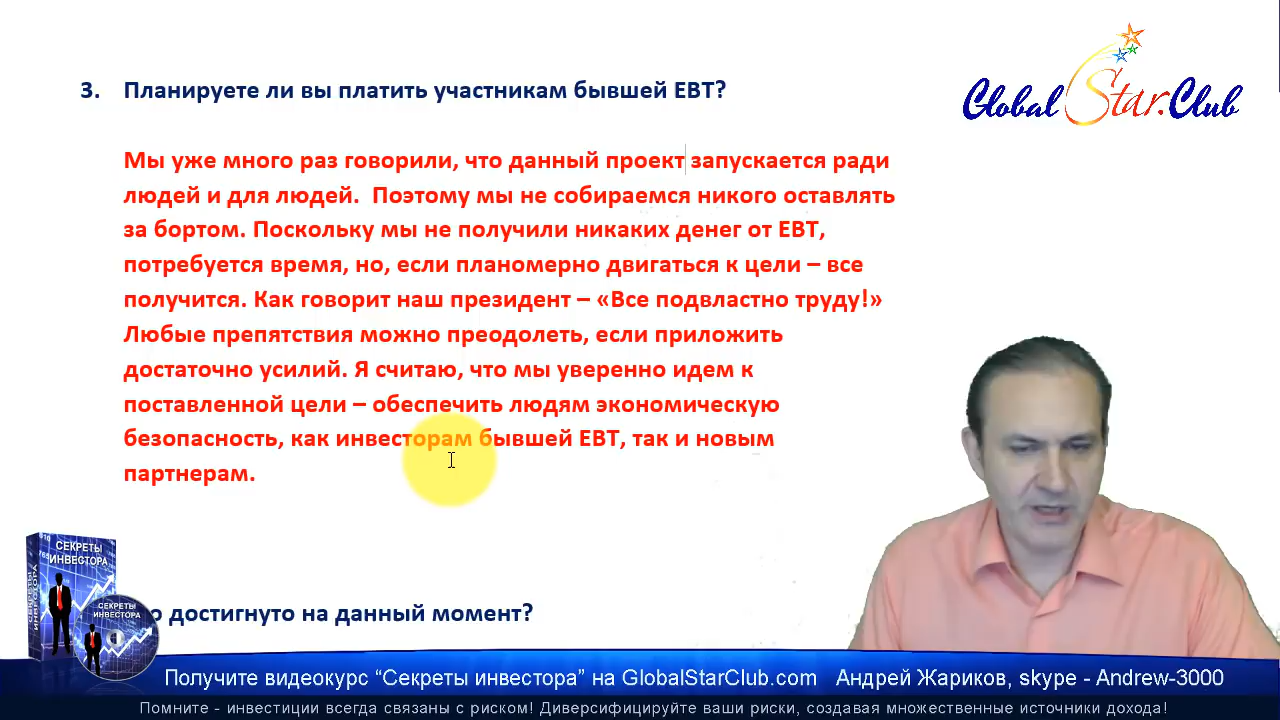 Global Star.Club
3. Планируете ли вы платить участникам бывшей ЕВТ?
Мы уже много раз говорили, что данный проект запускается ради
людей и для людей. Поэтому мы не собираемся никого оставлять
за бортом. Поскольку мы не получили никаких денег от ЕВТ,
потребуется время, но, если планомерно двигаться к цели – все
получится. Как говорит наш президент – «Все подвластно труду!»
Любые препятствия можно преодолеть, если приложить
достаточно усилий. Я считаю, что мы уверенно идем к
поставленной цели – обеспечить людям экономическую
безопасность, как инвесторам бывшей ЕВТ, так и новым
партнерам.
СЕКРЕТЫ
ИНВЕСТОРА
СЕКРЕТЫ
ИНВЕСТОРА
СЕКРЕТЫ
ИНВЕСТОРА
о достигнуто на данный момент?
Получите видеокурс “Секреты инвестора” на GlobalStarClub.com Андрей Жариков, skype - Andrew-3000
Помните - инвестиции всегда связаны с риском! Диверсифицируйте ваши риски, создавая множественные источники дохода!